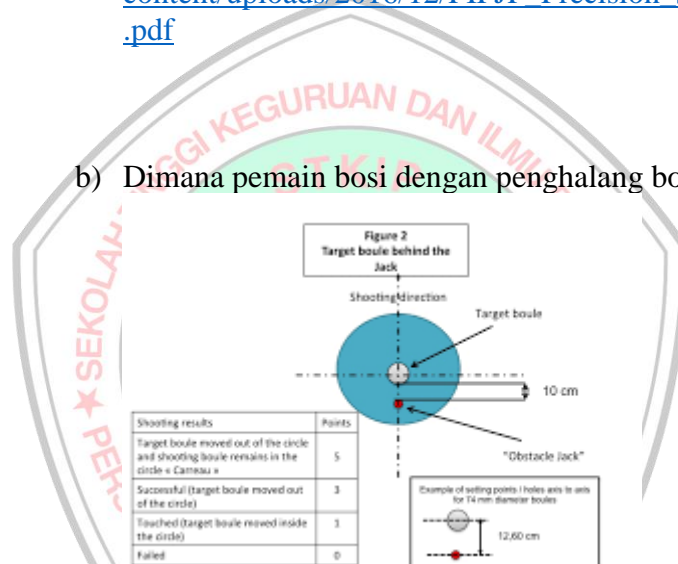 content/uploads/2018/12/FIPJP_Precision_
.pdf
SEKOLAH
NGGI KEGURUAN DAN ILMU
STKIP
b) Dimana pemain bosi dengan penghalang
Figure 2
Target boule behind the
Jack
Shooting direction
Target boule
10 cm
"Obstacle Jack"
Shooting results Points
Target boule moved out of the circle
and shooting boule remains in the
circle « Carreau » 5
Successful (target boule moved out
of the circle) 3
Touched (target boule moved inside
the circle) 1
Failed 0
Example of setting points / holes axis to axis
for 74 mm diameter boules
12,60 cm